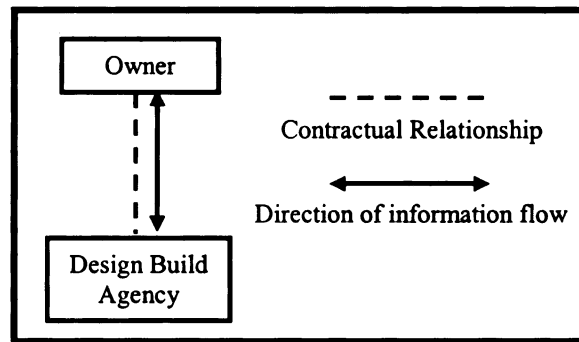 Owner
Contractual Relationship
Direction of information flow
Design Build
Agency